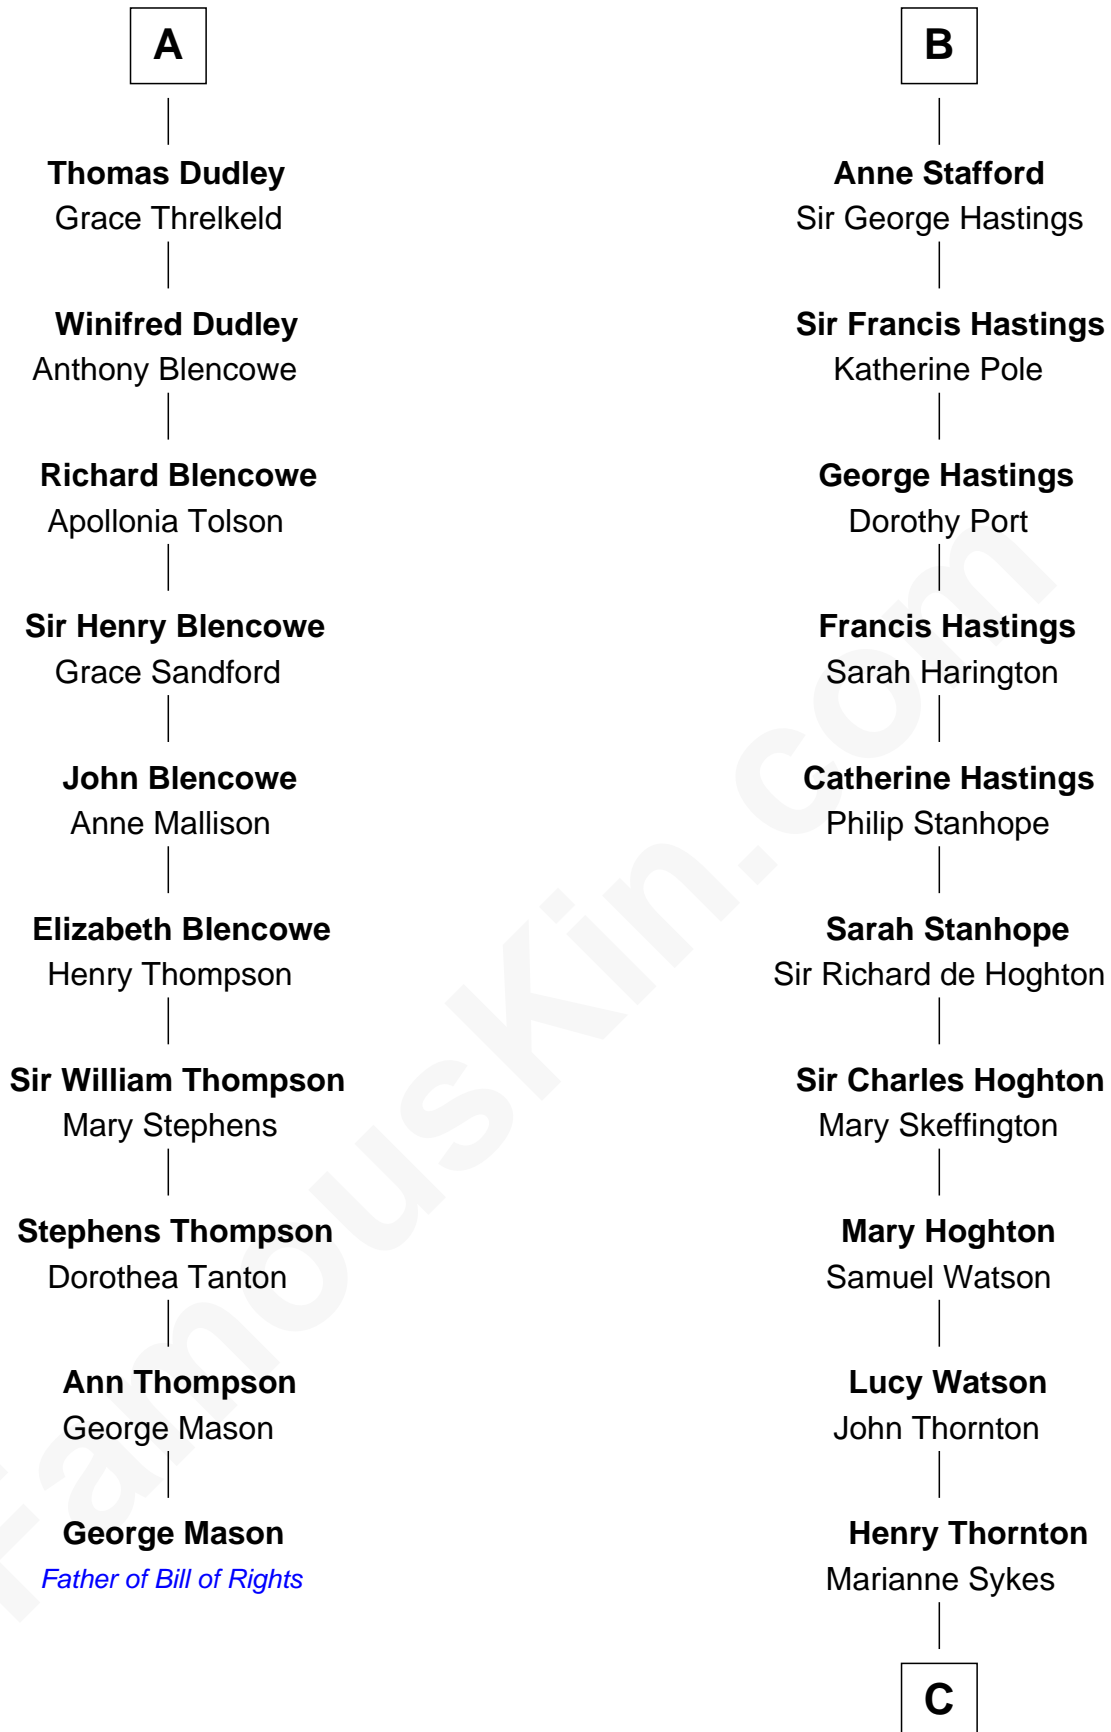 A
Thomas Dudley
Grace Threlkeld
Winifred Dudley
Anthony Blencowe
Richard Blencowe
Apollonia Tolson
Sir Henry Blencowe
Grace Sandford
John Blencowe
Anne Mallison
Elizabeth Blencowe
Henry Thompson
Sir William Thompson
Mary Stephens
Stephens Thompson
Dorothea Tanton
Ann Thompson
George Mason
George Mason
Father of Bill of Rights
B
Anne Stafford
Sir George Hastings
Sir Francis Hastings
Katherine Pole
George Hastings
Dorothy Port
Francis Hastings
Sarah Harington
Catherine Hastings
Philip Stanhope
Sarah Stanhope
Sir Richard de Hoghton
Sir Charles Hoghton
Mary Skeffington
Mary Hoghton
Samuel Watson
Lucy Watson
John Thornton
Henry Thornton
Marianne Sykes
C
FamousKin.com